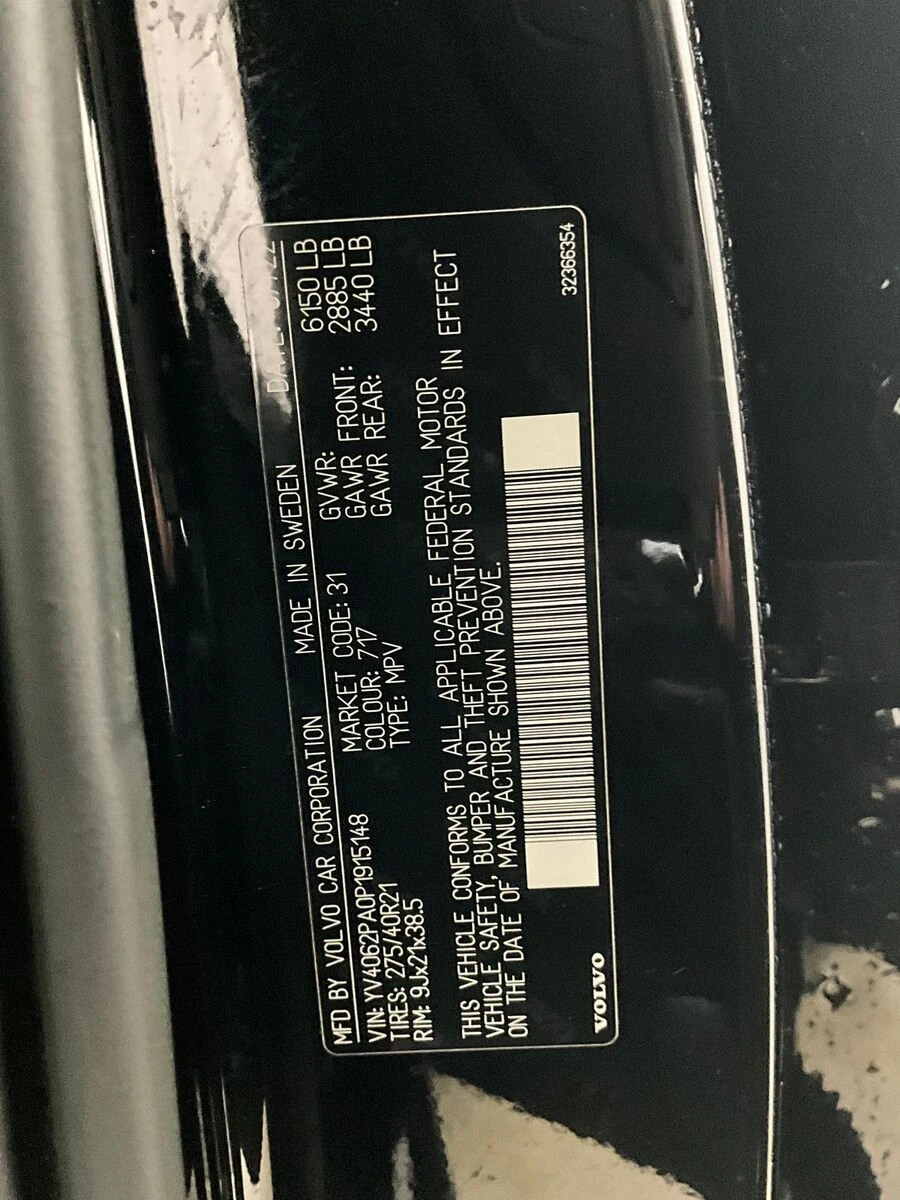 MFD BY VOLVO CAR CORPORATION MADE IN SWEDEN DATE:
VIN: YV4062PA0P1915148 MARKET CODE: 31 GVWR: 6150 LB
TIRES: 275/40R21 COLOUR: 717 GAWR FRONT: 2885 LB
RIM: 9Jx21x38.5 TYPE: MPV GAWR REAR: 3440 LB
THIS VEHICLE CONFORMS TO ALL APPLICABLE FEDERAL MOTOR
VEHICLE SAFETY, BUMPER AND THEFT PREVENTION STANDARDS IN EFFECT
ON THE DATE OF MANUFACTURE SHOWN ABOVE.
VOLVO 32366354